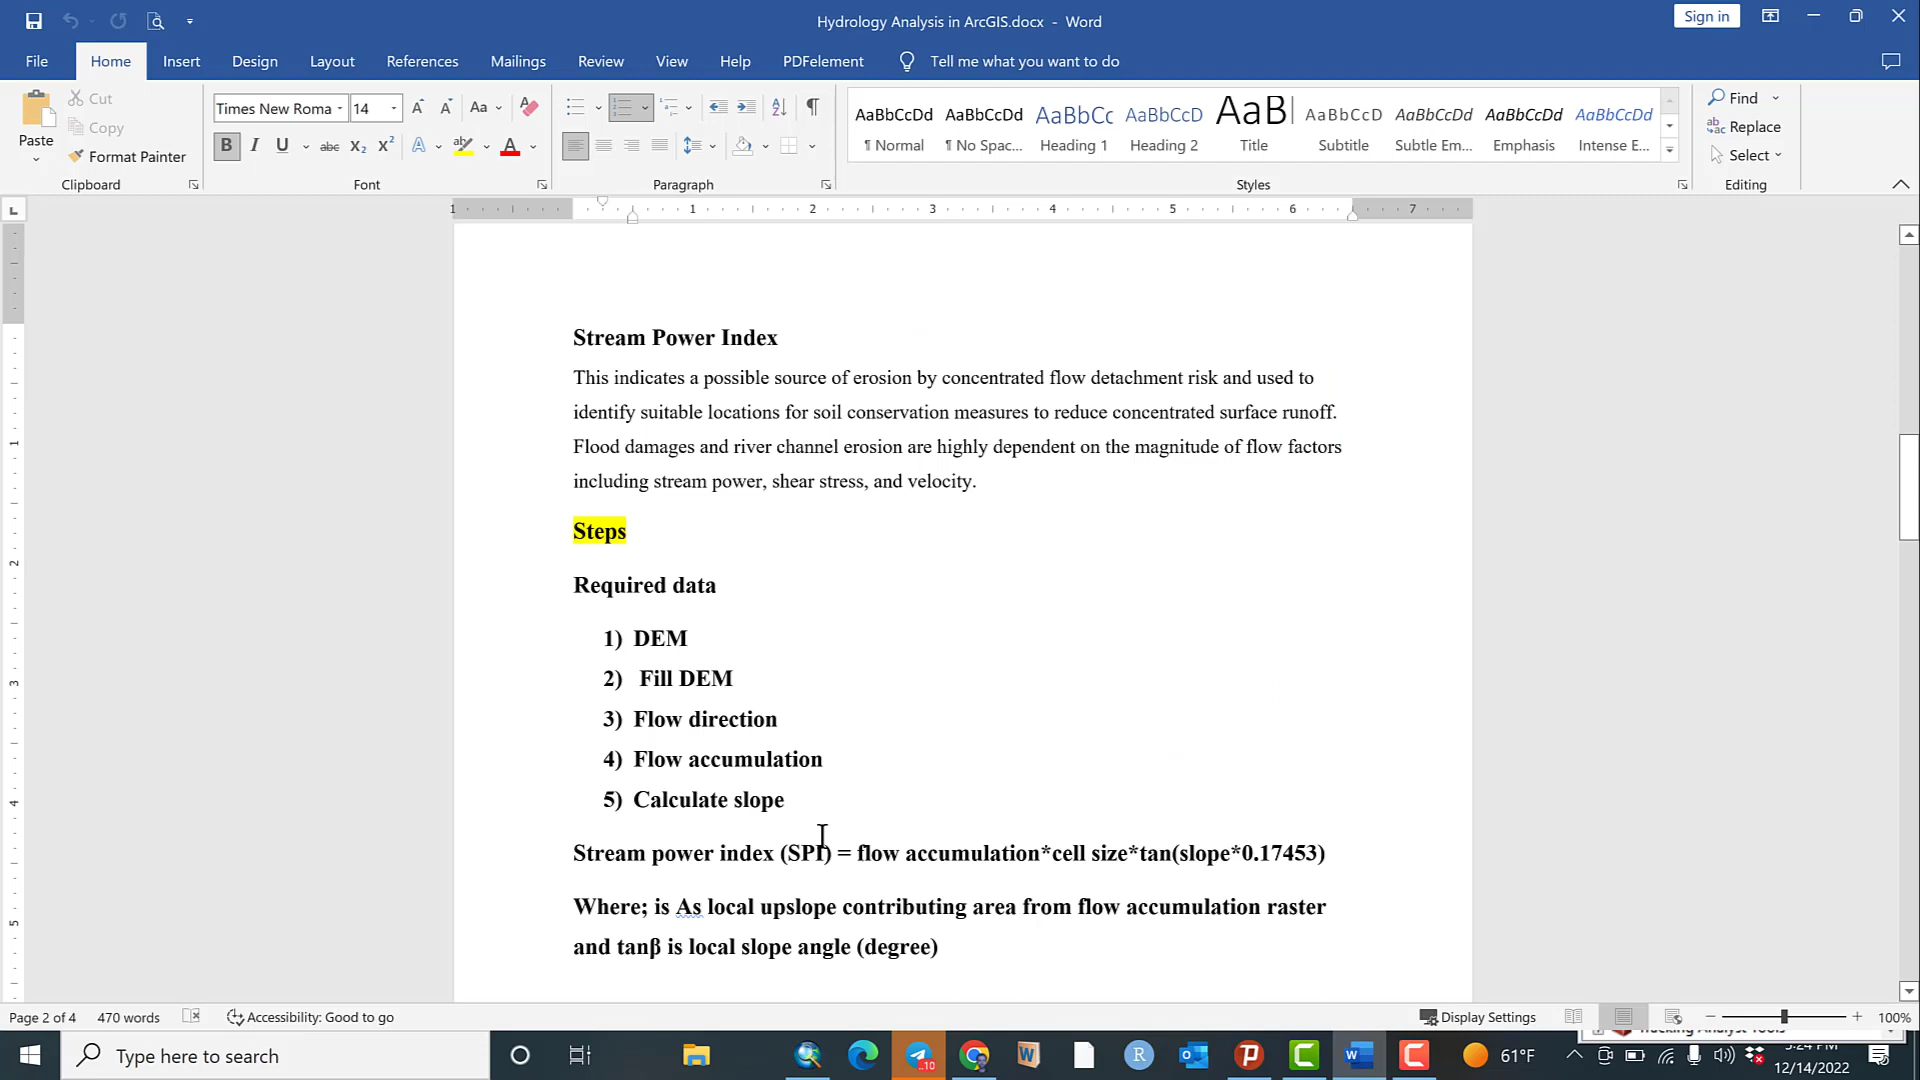 Hydrology Analysis in ArcGIS.docx - Word
Sign in
File Home Insert Design Layout References Mailings Review View Help PDFelement Tell me what you want to do
Paste
Cut
Copy
Format Painter
Clipboard
Times New Roma 14
Font
Paragraph
AaBbCcDd AaBbCcDd AaBbCc AaBbCcD AaB AaBbCcD AaBbCcDd AaBbCcDd AaBbCcDd
¶ Normal ¶ No Spac... Heading 1 Heading 2 Title Subtitle Subtle Em... Emphasis Intense E...
Styles
Find
Replace
Select
Editing
1 1 2 3 4 5 6 7
Stream Power Index
This indicates a possible source of erosion by concentrated flow detachment risk and used to
identify suitable locations for soil conservation measures to reduce concentrated surface runoff.
Flood damages and river channel erosion are highly dependent on the magnitude of flow factors
including stream power, shear stress, and velocity.
Steps
Required data
1) DEM
2) Fill DEM
3) Flow direction
4) Flow accumulation
5) Calculate slope
Stream power index (SPI) = flow accumulation*cell size*tan(slope*0.17453)
Where; is As local upslope contributing area from flow accumulation raster
and tanβ is local slope angle (degree)
Page 2 of 4 470 words Accessibility: Good to go Display Settings 100%
Type here to search
10
61°F
12/14/2022